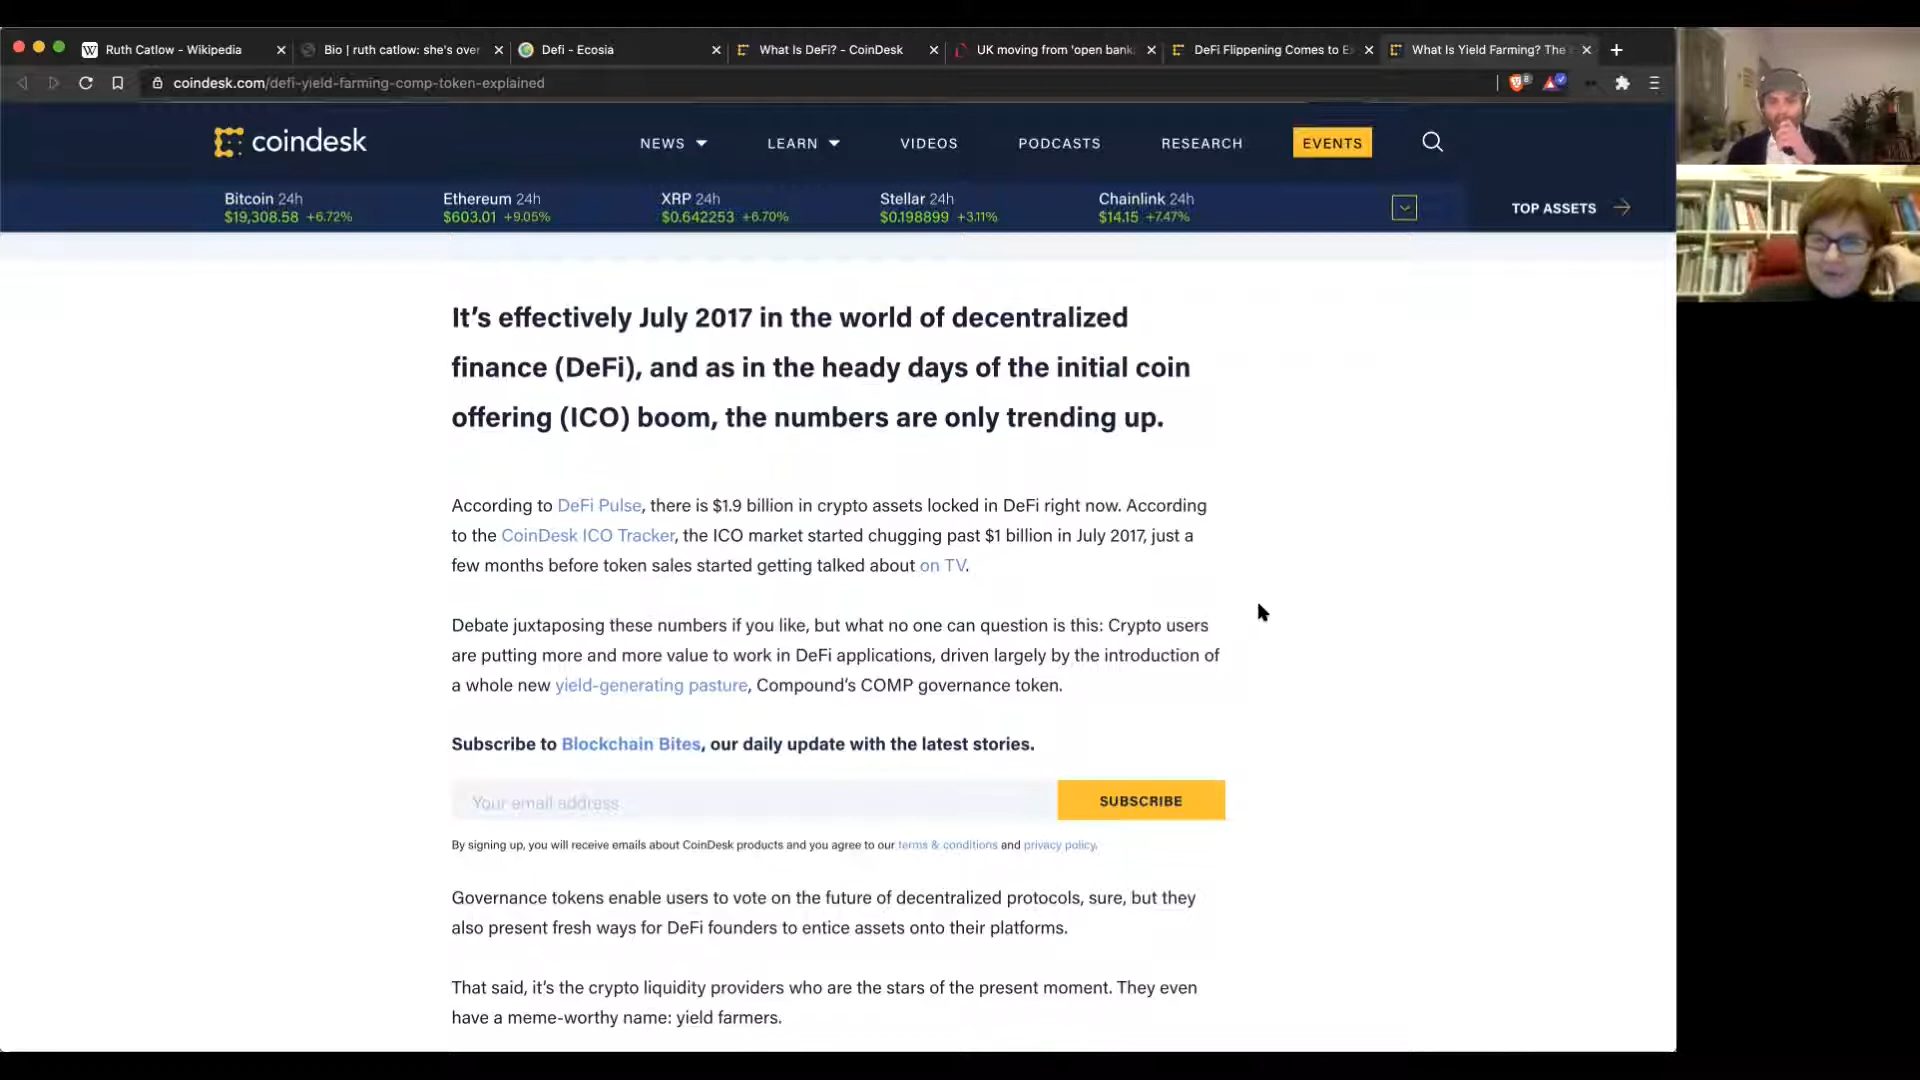 Ruth Catlow - Wikipedia
Bio | ruth catlow: she's over
Defi - Ecosia
What Is DeFi? - CoinDesk
UK moving from 'open bank
DeFi Flippening Comes to E
What Is Yield Farming? The
coindesk.com/defi-yield-farming-comp-token-explained
coindesk
NEWS
LEARN
VIDEOS
PODCASTS
RESEARCH
EVENTS
Bitcoin 24h
$19,308.58 +6.72%
Ethereum 24h
$603.01 +9.05%
XRP 24h
$0.642253 +6.70%
Stellar 24h
$0.198899 +3.11%
Chainlink 24h
$14.15 +7.47%
TOP ASSETS
It's effectively July 2017 in the world of decentralized
finance (DeFi), and as in the heady days of the initial coin
offering (ICO) boom, the numbers are only trending up.
According to DeFi Pulse, there is $1.9 billion in crypto assets locked in DeFi right now. According
to the CoinDesk ICO Tracker, the ICO market started chugging past $1 billion in July 2017, just a
few months before token sales started getting talked about on TV.
Debate juxtaposing these numbers if you like, but what no one can question is this: Crypto users
are putting more and more value to work in DeFi applications, driven largely by the introduction of
a whole new yield-generating pasture, Compound's COMP governance token.
Subscribe to Blockchain Bites, our daily update with the latest stories.
Your email address
SUBSCRIBE
By signing up, you will receive emails about CoinDesk products and you agree to our terms & conditions and privacy policy.
Governance tokens enable users to vote on the future of decentralized protocols, sure, but they
also present fresh ways for DeFi founders to entice assets onto their platforms.
That said, it's the crypto liquidity providers who are the stars of the present moment. They even
have a meme-worthy name: yield farmers.